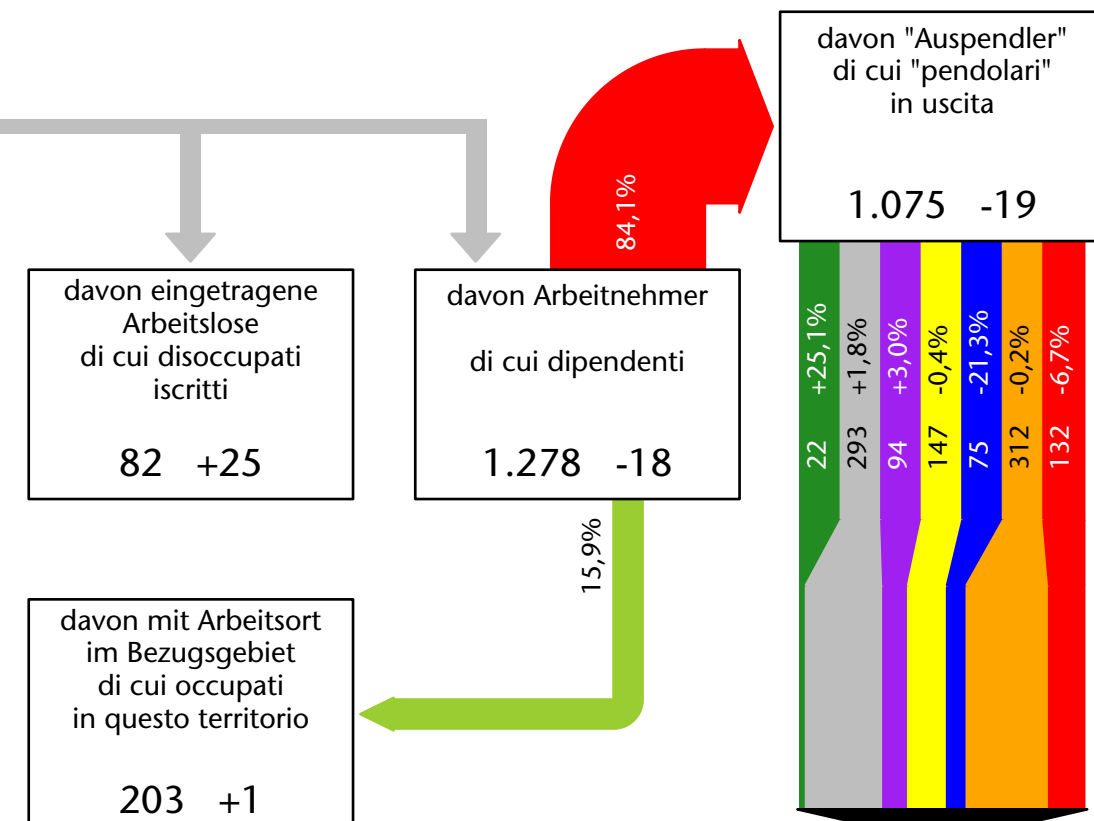 davon "Auspendler"
di cui "pendolari"
in uscita
1.075 -19
84,1%
davon eingetragene
Arbeitslose
di cui disoccupati
iscritti
82 +25
davon Arbeitnehmer
di cui dipendenti
1.278 -18
22 +25,1%
293 +1,8%
94 +3,0%
147 -0,4%
75 -21,3%
312 -0,2%
132 -6,7%
15,9%
davon mit Arbeitsort
im Bezugsgebiet
di cui occupati
in questo territorio
203 +1